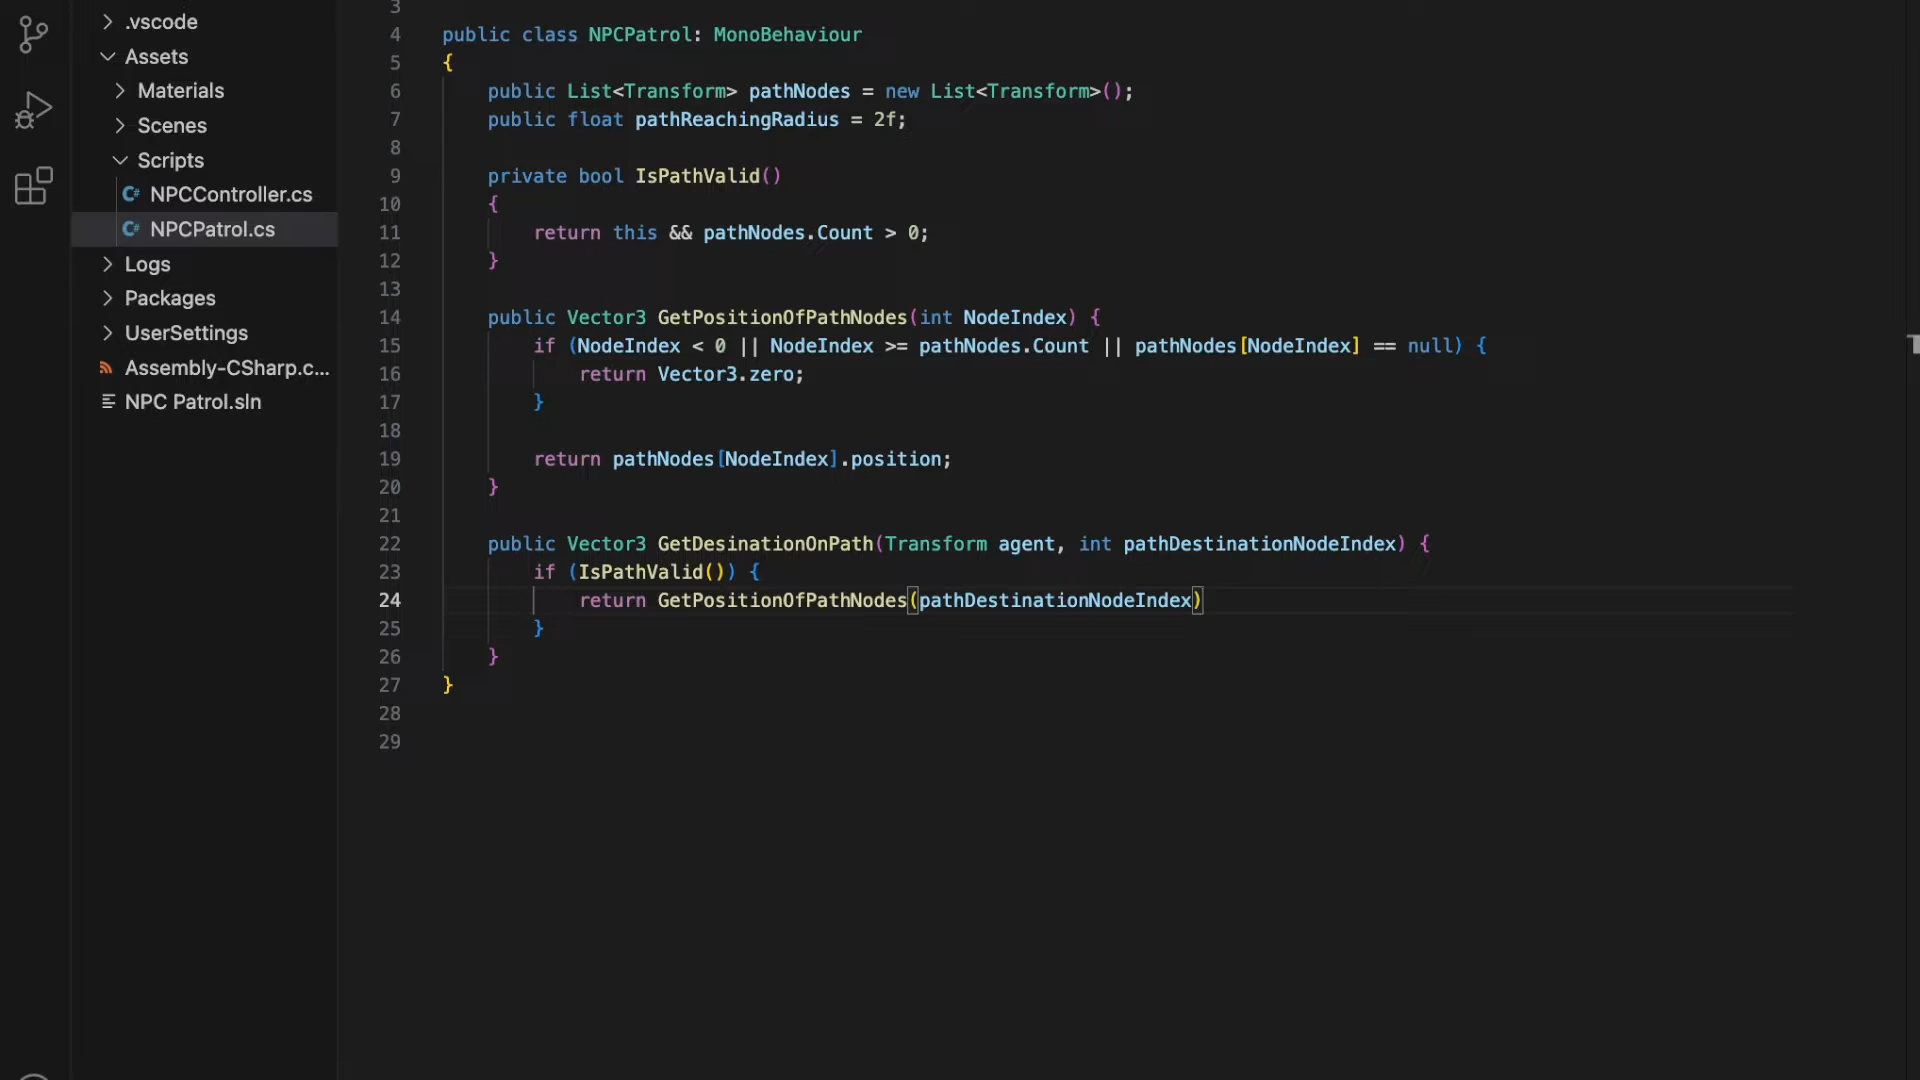 .vscode
Assets
Materials
Scenes
Scripts
C# NPCController.cs
C# NPCPatrol.cs
Logs
Packages
UserSettings
Assembly-CSharp.c...
NPC Patrol.sln
3
4 public class NPCPatrol: MonoBehaviour
5 {
6 public List<Transform> pathNodes = new List<Transform>();
7 public float pathReachingRadius = 2f;
8
9 private bool IsPathValid()
10 {
11 return this && pathNodes.Count > 0;
12 }
13
14 public Vector3 GetPositionOfPathNodes(int NodeIndex) {
15 if (NodeIndex < 0 || NodeIndex >= pathNodes.Count || pathNodes[NodeIndex] == null) {
16 return Vector3.zero;
17 }
18
19 return pathNodes[NodeIndex].position;
20 }
21
22 public Vector3 GetDesinationOnPath(Transform agent, int pathDestinationNodeIndex) {
23 if (IsPathValid()) {
24 return GetPositionOfPathNodes(pathDestinationNodeIndex)
25 }
26 }
27 }
28
29